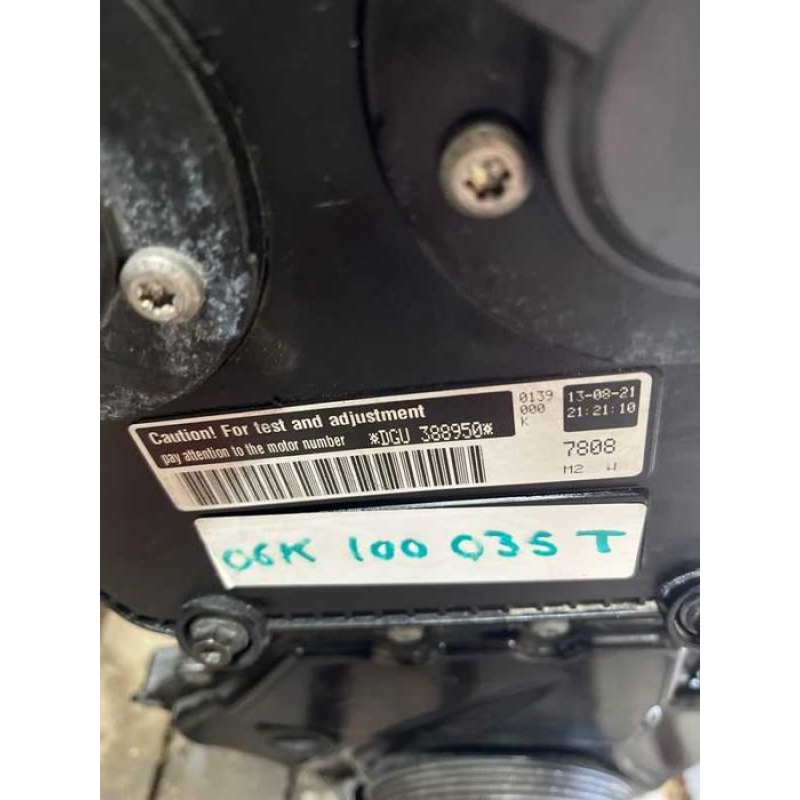 Caution! For test and adjustment
pay attention to the motor number *DGU 388950*
0139
000
K
13-08-21
21:21:10
7808
M2 W
06K 100 035 T